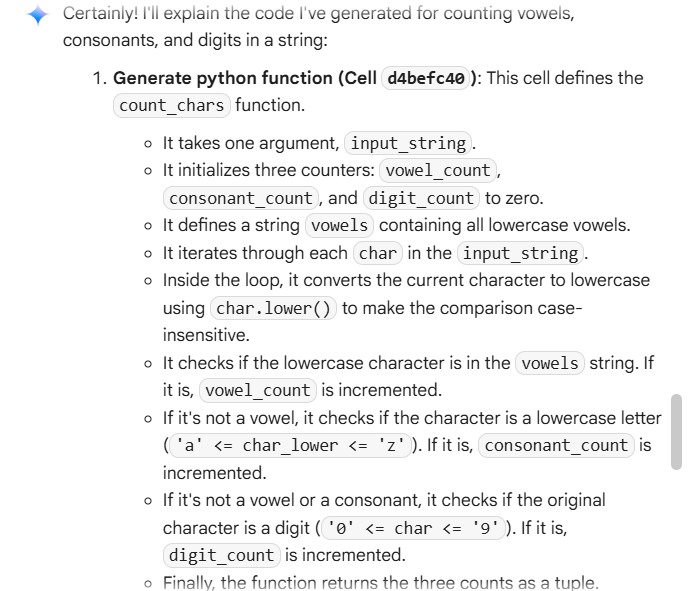 Certainly! I'll explain the code I've generated for counting vowels,
consonants, and digits in a string:
1. Generate python function (Cell d4befc40): This cell defines the
count_chars function.
It takes one argument, input_string.
It initializes three counters: vowel_count,
consonant_count, and digit_count to zero.
It defines a string vowels containing all lowercase vowels.
It iterates through each char in the input_string.
Inside the loop, it converts the current character to lowercase
using char.lower() to make the comparison case-
insensitive.
It checks if the lowercase character is in the vowels string. If
it is, vowel_count is incremented.
If it's not a vowel, it checks if the character is a lowercase letter
('a' <= char_lower <= 'z'). If it is, consonant_count is
incremented.
If it's not a vowel or a consonant, it checks if the original
character is a digit ('0' <= char <= '9'). If it is,
digit_count is incremented.
Finally, the function returns the three counts as a tuple.